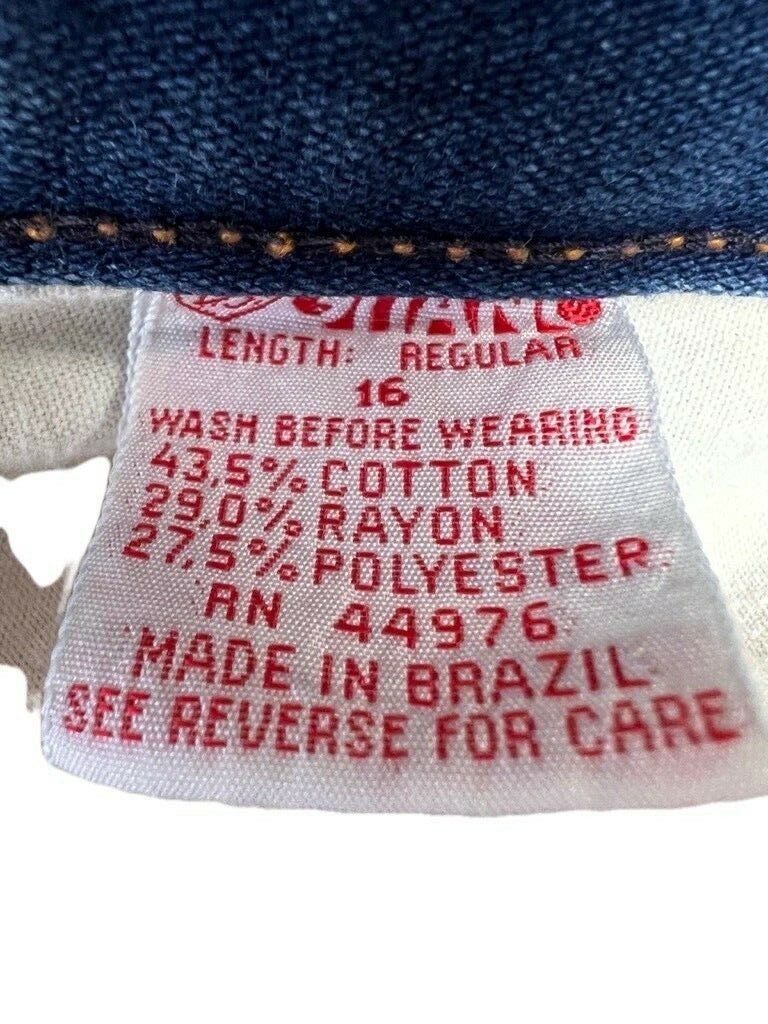 LENGTH: REGULAR
16
WASH BEFORE WEARING
43,5% COTTON
29,0% RAYON
27,5% POLYESTER
RN 44976
MADE IN BRAZIL
SEE REVERSE FOR CARE